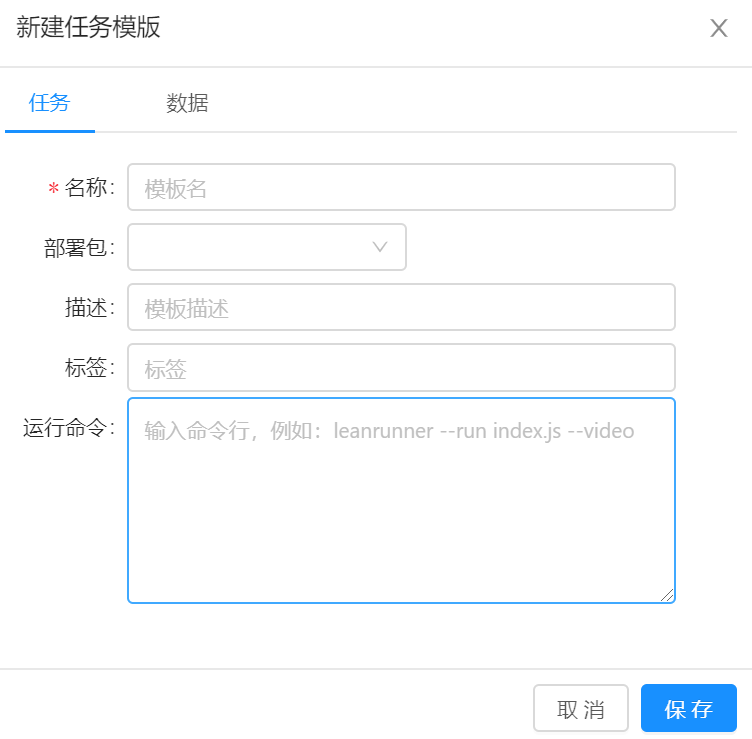 新建任务模版
任务 数据
* 名称:
模板名
部署包:
描述:
模板描述
标签:
标签
运行命令:
输入命令行，例如：leanrunner --run index.js --video
取 消 保 存